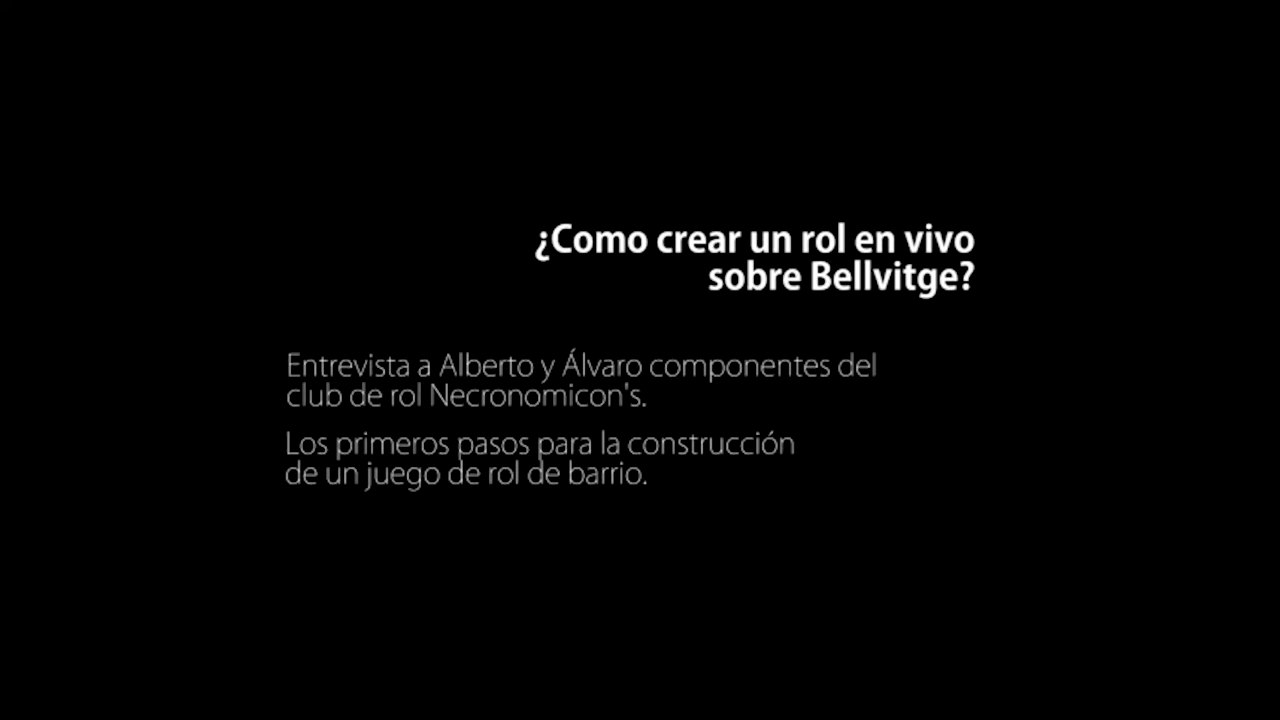 ¿Como crear un rol en vivo
sobre Bellvitge?
Entrevista a Alberto y Álvaro componentes del
club de rol Necronomicon's.
Los primeros pasos para la construcción
de un juego de rol de barrio.